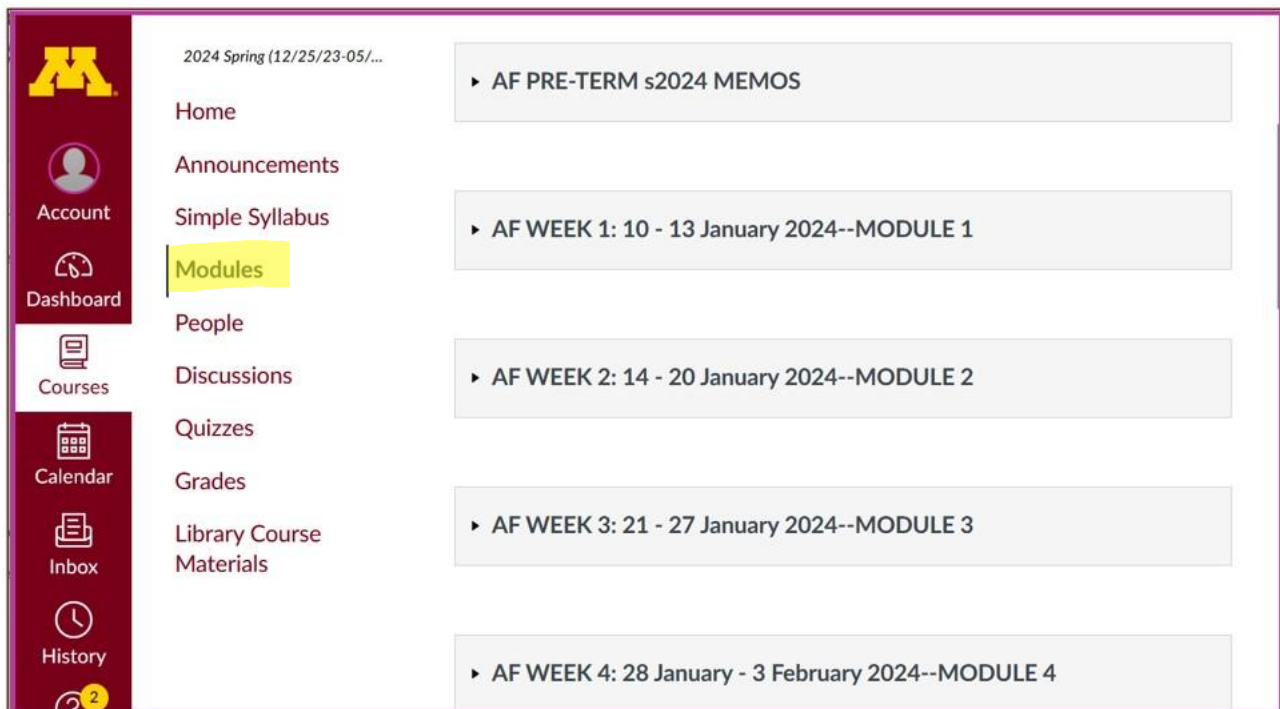 M
Account
Dashboard
Courses
Calendar
Inbox
History
2
2024 Spring (12/25/23-05/...
Home
Announcements
Simple Syllabus
Modules
People
Discussions
Quizzes
Grades
Library Course
Materials
AF PRE-TERM s2024 MEMOS
AF WEEK 1: 10 - 13 January 2024--MODULE 1
AF WEEK 2: 14 - 20 January 2024--MODULE 2
AF WEEK 3: 21 - 27 January 2024--MODULE 3
AF WEEK 4: 28 January - 3 February 2024--MODULE 4